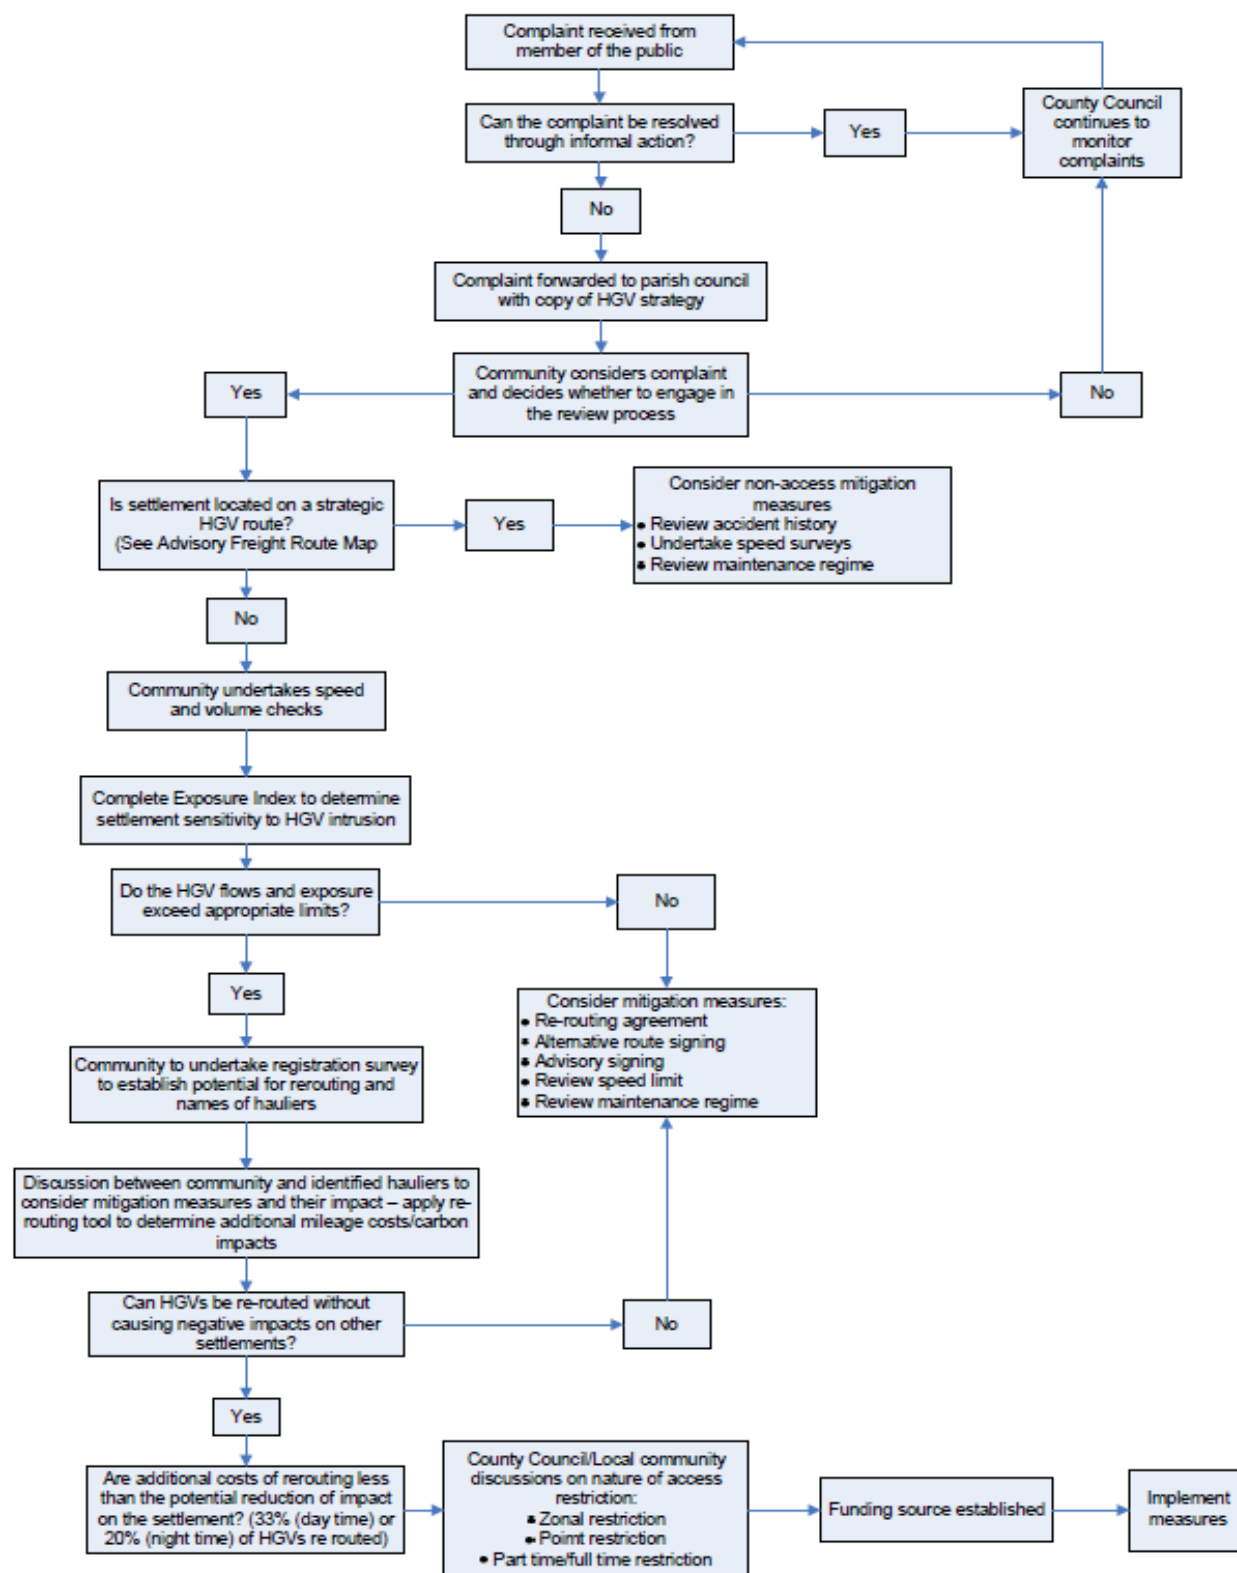 Complaint received from
member of the public
Can the complaint be resolved
through informal action?
Yes
County Council
continues to
monitor
complaints
No
Complaint forwarded to parish council
with copy of HGV strategy
Community considers complaint
and decides whether to engage in
the review process
Yes
No
Is settlement located on a strategic
HGV route?
(See Advisory Freight Route Map
Yes
Consider non-access mitigation
measures
• Review accident history
• Undertake speed surveys
• Review maintenance regime
No
Community undertakes speed
and volume checks
Complete Exposure Index to determine
settlement sensitivity to HGV intrusion
Do the HGV flows and exposure
exceed appropriate limits?
No
Yes
Consider mitigation measures:
• Re-routing agreement
• Alternative route signing
• Advisory signing
• Review speed limit
• Review maintenance regime
Community to undertake registration survey
to establish potential for rerouting and
names of hauliers
Discussion between community and identified hauliers to
consider mitigation measures and their impact – apply re-
routing tool to determine additional mileage costs/carbon
impacts
Can HGVs be re-routed without
causing negative impacts on other
settlements?
No
Yes
Are additional costs of rerouting less
than the potential reduction of impact
on the settlement? (33% (day time) or
20% (night time) of HGVs re routed)
County Council/Local community
discussions on nature of access
restriction:
• Zonal restriction
• Poimt restriction
• Part time/full time restriction
Funding source established
Implement
measures